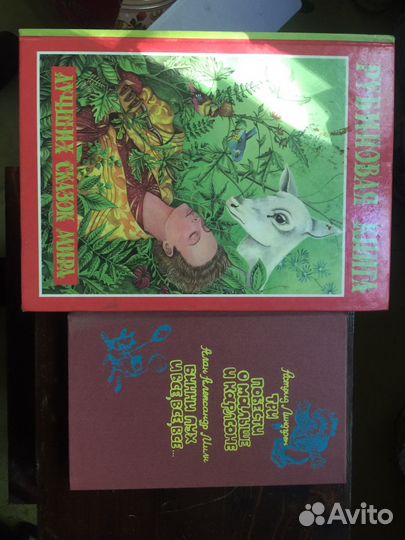 РУБИНОВАЯ КНИГА
ЛУЧШИХ СКАЗОК МИРА
Астрид Линдгрен
ТРИ
ПОВЕСТИ
О МАЛЫШЕ
И КАРЛСОНЕ
Алан Александр Милн
ВИННИ ПУХ
И ВСЕ, ВСЕ, ВСЕ...
Avito